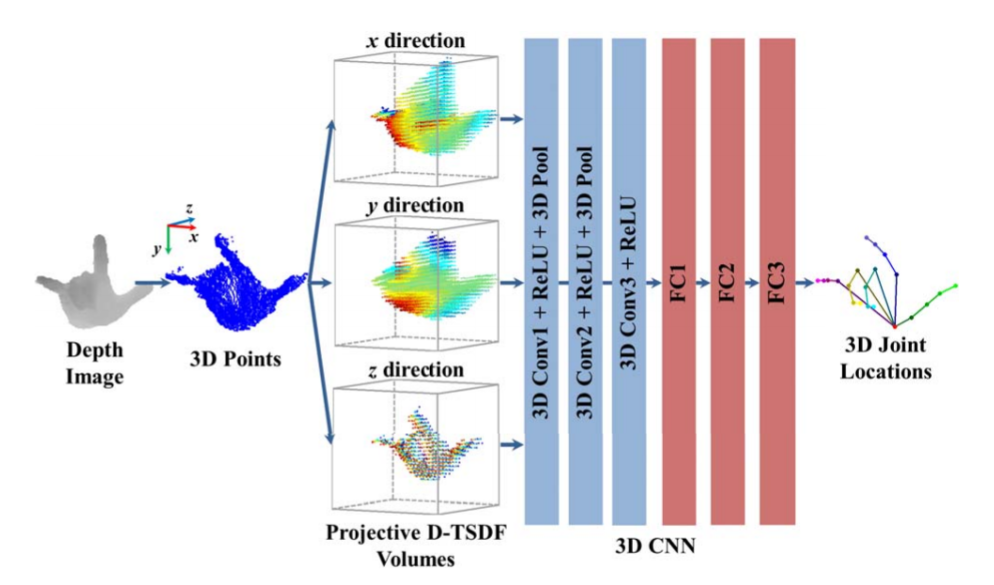 Depth
Image
z
x
y
3D Points
x direction
y direction
z direction
Projective D-TSDF
Volumes
3D Conv1 + ReLU + 3D Pool
3D Conv2 + ReLU + 3D Pool
3D Conv3 + ReLU
FC1
FC2
FC3
3D CNN
3D Joint
Locations